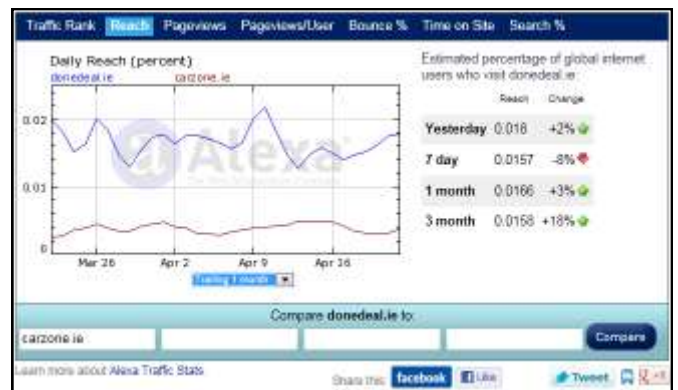 Traffic Rank Reach Pageviews Pageviews/User Bounce % Time on Site Search %
Daily Reach (percent)
donedeal.ie carzone.ie
0.02
0.01
0
Mar 26 Apr 2 Apr 9 Apr 16
Trailing 1 month
Alexa
Estimated percentage of global internet
users who visit donedeal.ie:
Reach Change
Yesterday 0.018 +2%
7 day 0.0157 -8%
1 month 0.0166 +3%
3 month 0.0158 +18%
Compare donedeal.ie to:
carzone.ie Compare
Learn more about Alexa Traffic Stats
Share this: facebook Like Tweet